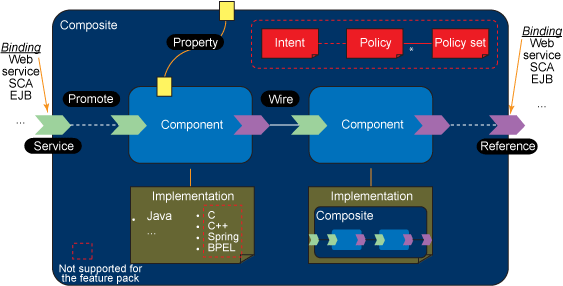 Composite
Property
Intent
Policy
Policy set
*
Binding
Web
service
SCA
EJB
...
Binding
Web
service
SCA
EJB
...
Promote
Wire
Component
Component
Service
Reference
Implementation
• Java
...
• C
• C++
• Spring
• BPEL
Implementation
Composite
Not supported for
the feature pack